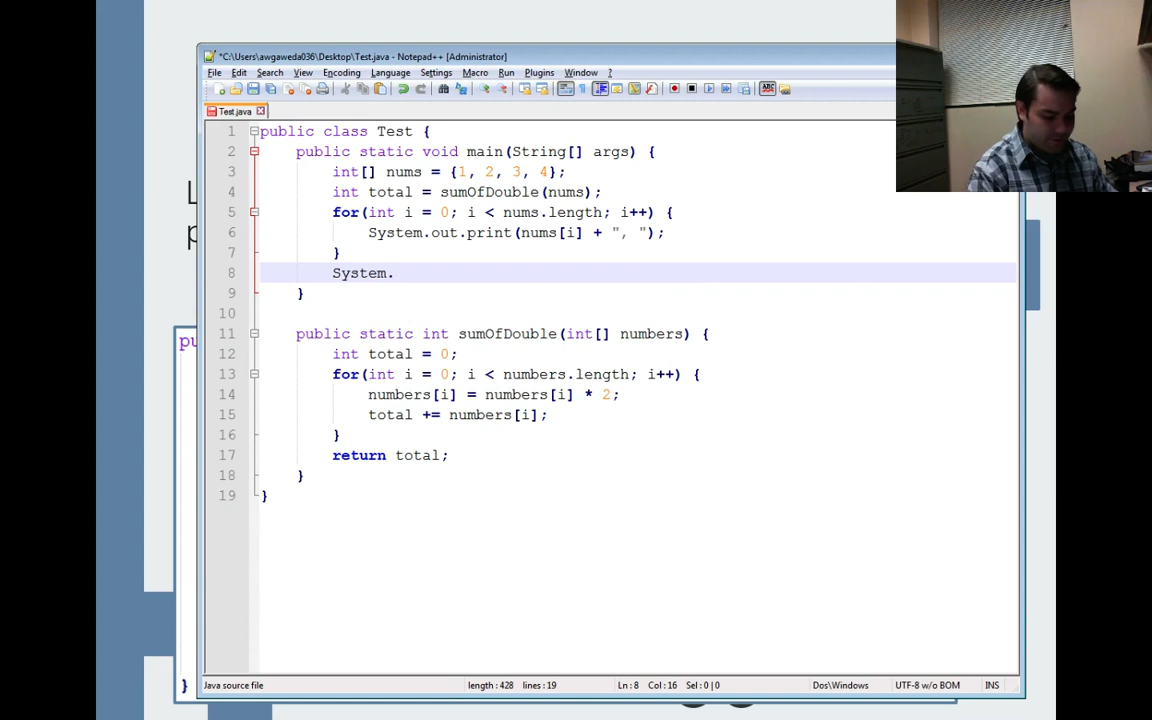 *C:\Users\awgaweda036\Desktop\Test.java - Notepad++ [Administrator]
File Edit Search View Encoding Language Settings Macro Run Plugins Window ?
Test.java
1 public class Test {
2 public static void main(String[] args) {
3 int[] nums = {1, 2, 3, 4};
4 int total = sumOfDouble(nums);
5 for(int i = 0; i < nums.length; i++) {
6 System.out.print(nums[i] + ", ");
7 }
8 System.
9 }
10
11 public static int sumOfDouble(int[] numbers) {
12 int total = 0;
13 for(int i = 0; i < numbers.length; i++) {
14 numbers[i] = numbers[i] * 2;
15 total += numbers[i];
16 }
17 return total;
18 }
19 }
L
p
pu
}
Java source file length : 428 lines : 19 Ln : 8 Col : 16 Sel : 0 | 0 Dos\Windows UTF-8 w/o BOM INS